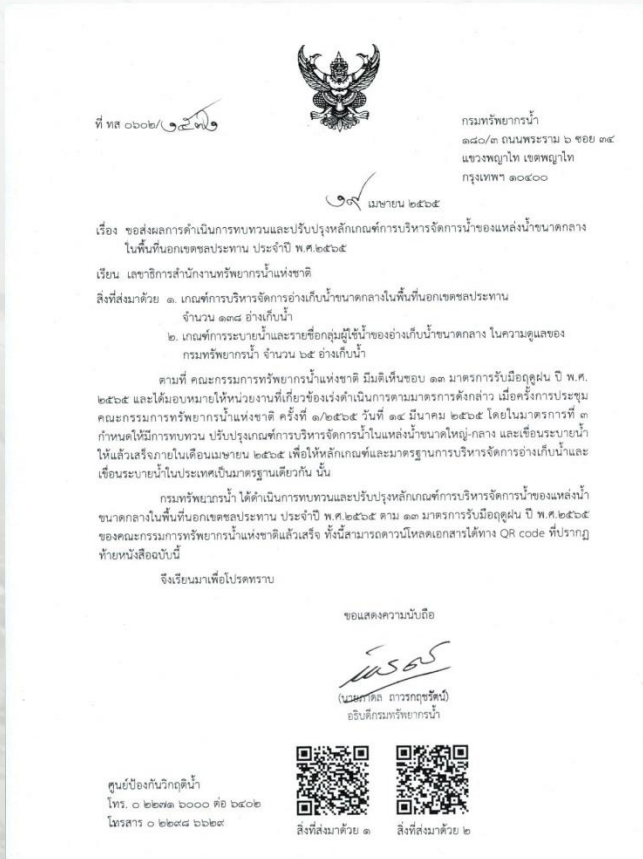 ที่ ทส ๐๖๐๒/๑๕๗๒
กรมทรัพยากรน้ำ
๑๘๐/๓ ถนนพระราม ๖ ซอย ๓๔
แขวงพญาไท เขตพญาไท
กรุงเทพฯ ๑๐๔๐๐
๑๙ เมษายน ๒๕๖๕
เรื่อง ขอส่งผลการดำเนินการทบทวนและปรับปรุงหลักเกณฑ์การบริหารจัดการน้ำของแหล่งน้ำขนาดกลาง
ในพื้นที่นอกเขตชลประทาน ประจำปี พ.ศ.๒๕๖๕
เรียน เลขาธิการสำนักงานทรัพยากรน้ำแห่งชาติ
สิ่งที่ส่งมาด้วย ๑. เกณฑ์การบริหารจัดการอ่างเก็บน้ำขนาดกลางในพื้นที่นอกเขตชลประทาน
จำนวน ๑๓๘ อ่างเก็บน้ำ
๒. เกณฑ์การระบายน้ำและรายชื่อกลุ่มผู้ใช้น้ำของอ่างเก็บน้ำขนาดกลาง ในความดูแลของ
กรมทรัพยากรน้ำ จำนวน ๖๕ อ่างเก็บน้ำ
ตามที่ คณะกรรมการทรัพยากรน้ำแห่งชาติ มีมติเห็นชอบ ๑๓ มาตรการรับมือฤดูฝน ปี พ.ศ.
๒๕๖๕ และได้มอบหมายให้หน่วยงานที่เกี่ยวข้องเร่งดำเนินการตามมาตรการดังกล่าว เมื่อครั้งการประชุม
คณะกรรมการทรัพยากรน้ำแห่งชาติ ครั้งที่ ๑/๒๕๖๕ วันที่ ๑๔ มีนาคม ๒๕๖๕ โดยในมาตรการที่ ๓
กำหนดให้มีการทบทวน ปรับปรุงเกณฑ์การบริหารจัดการน้ำในแหล่งน้ำขนาดใหญ่-กลาง และเขื่อนระบายน้ำ
ให้แล้วเสร็จภายในเดือนเมษายน ๒๕๖๕ เพื่อให้หลักเกณฑ์และมาตรฐานการบริหารจัดการอ่างเก็บน้ำและ
เขื่อนระบายน้ำในประเทศเป็นมาตรฐานเดียวกัน นั้น
กรมทรัพยากรน้ำ ได้ดำเนินการทบทวนและปรับปรุงหลักเกณฑ์การบริหารจัดการน้ำของแหล่งน้ำ
ขนาดกลางในพื้นที่นอกเขตชลประทาน ประจำปี พ.ศ.๒๕๖๕ ตาม ๑๓ มาตรการรับมือฤดูฝน ปี พ.ศ.๒๕๖๕
ของคณะกรรมการทรัพยากรน้ำแห่งชาติแล้วเสร็จ ทั้งนี้สามารถดาวน์โหลดเอกสารได้ทาง QR code ที่ปรากฏ
ท้ายหนังสือฉบับนี้
จึงเรียนมาเพื่อโปรดทราบ
ขอแสดงความนับถือ
(นายภาดล ถาวรกฤชรัตน์)
อธิบดีกรมทรัพยากรน้ำ
ศูนย์ป้องกันวิกฤติน้ำ
โทร. ๐ ๒๒๗๑ ๖๐๐๐ ต่อ ๖๔๐๒
โทรสาร ๐ ๒๒๙๘ ๖๖๒๙
สิ่งที่ส่งมาด้วย ๑
สิ่งที่ส่งมาด้วย ๒